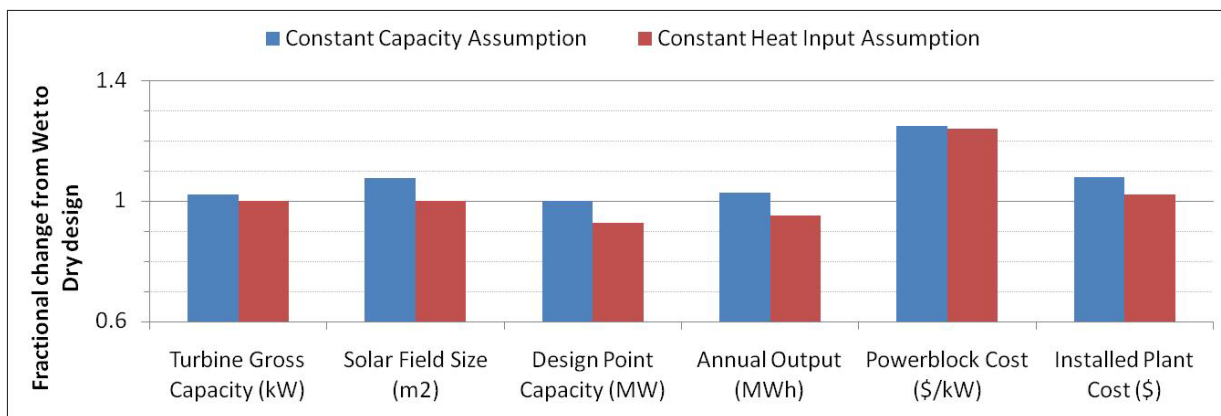 Constant Capacity Assumption
Constant Heat Input Assumption
Fractional change from Wet to
Dry design
1.4
1
0.6
Turbine Gross
Capacity (kW)
Solar Field Size
(m2)
Design Point
Capacity (MW)
Annual Output
(MWh)
Powerblock Cost
($/kW)
Installed Plant
Cost ($)